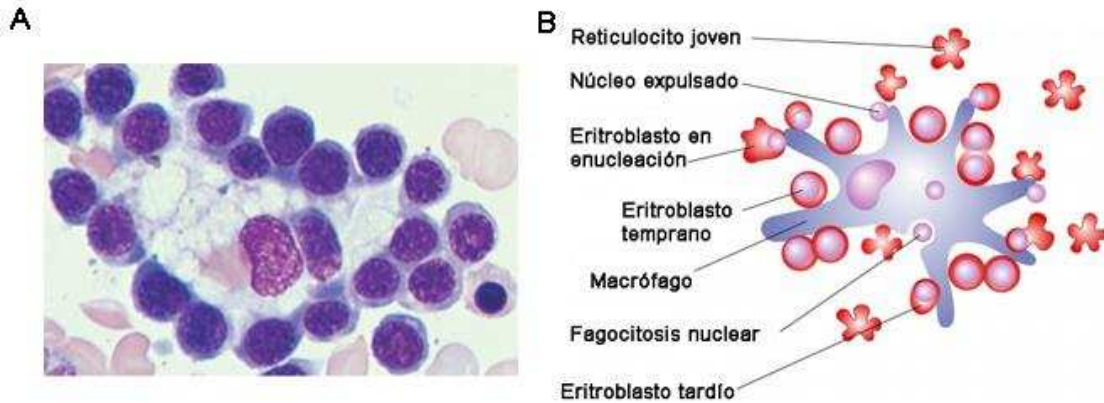 A
B
Reticulocito joven
Núcleo expulsado
Eritroblasto en
enucleación
Eritroblasto
temprano
Macrófago
Fagocitosis nuclear
Eritroblasto tardío